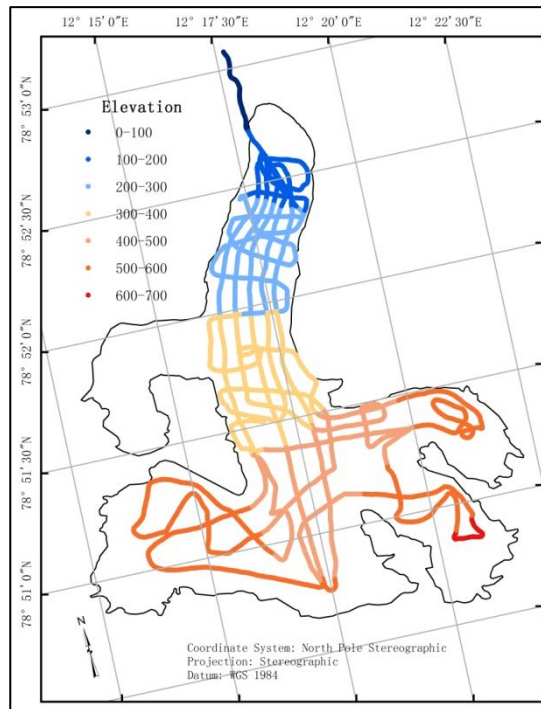 12° 15′0″E 12° 17′30″E 12° 20′0″E 12° 22′30″E
78° 53′0″N
78° 52′30″N
78° 52′0″N
78° 51′30″N
78° 51′0″N
Elevation
0-100
100-200
200-300
300-400
400-500
500-600
600-700
N
Coordinate System: North Pole Stereographic
Projection: Stereographic
Datum: WGS 1984